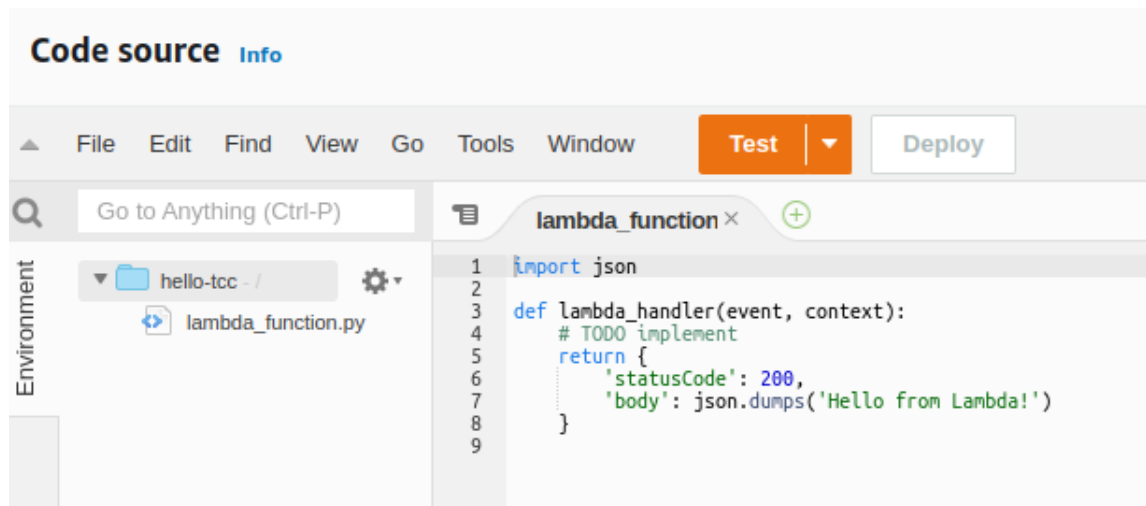 Code source Info
File Edit Find View Go Tools Window Test Deploy
Go to Anything (Ctrl-P)
lambda_function
Environment
hello-tcc - /
lambda_function.py
1 import json
2
3 def lambda_handler(event, context):
4     # TODO implement
5     return {
6         'statusCode': 200,
7         'body': json.dumps('Hello from Lambda!')
8     }
9